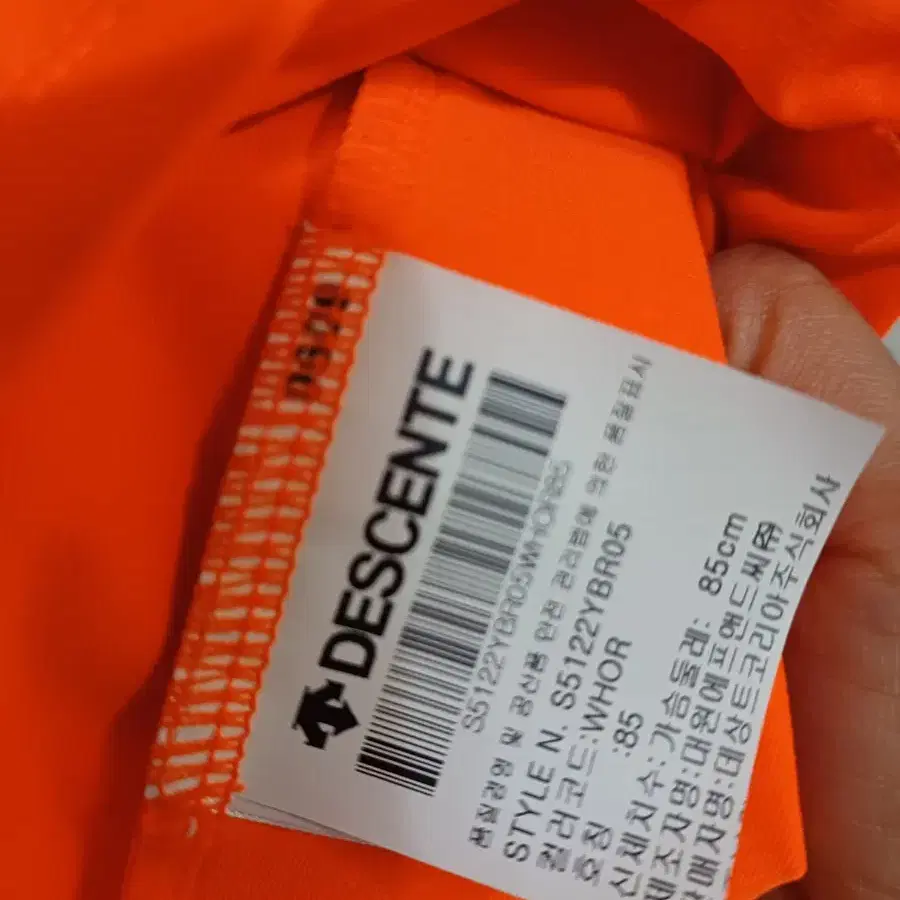 DESCENTE
S5122YBR05WHOR85
품질경영 및 공산품 안전 관리법에 의한 품질표시
STYLE N. S5122YBR05
컬러코드:WHOR
호칭 :85
신체치수:가슴둘레: 85cm
제조자명:대원에프앤드씨㈜
판매자명:데상트코리아주식회사